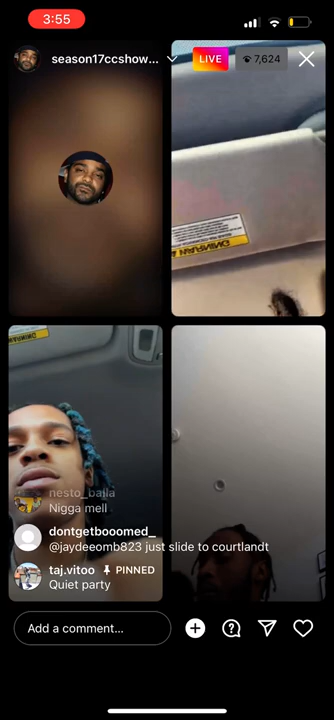 3:55
season17ccshow...
LIVE
7,624
nesto_baila
Nigga mell
dontgetbooomed_
@jaydeeomb823 just slide to courtlandt
taj.vitoo PINNED
Quiet party
Add a comment...